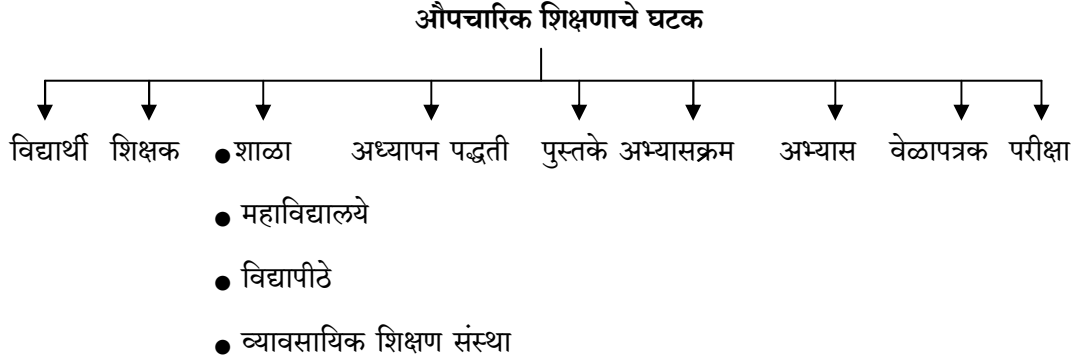 औपचारिक शिक्षणाचे घटक
विद्यार्थी शिक्षक ●शाळा अध्यापन पद्धती पुस्तके अभ्यासक्रम अभ्यास वेळापत्रक परीक्षा
● महाविद्यालये
● विद्यापीठे
● व्यावसायिक शिक्षण संस्था